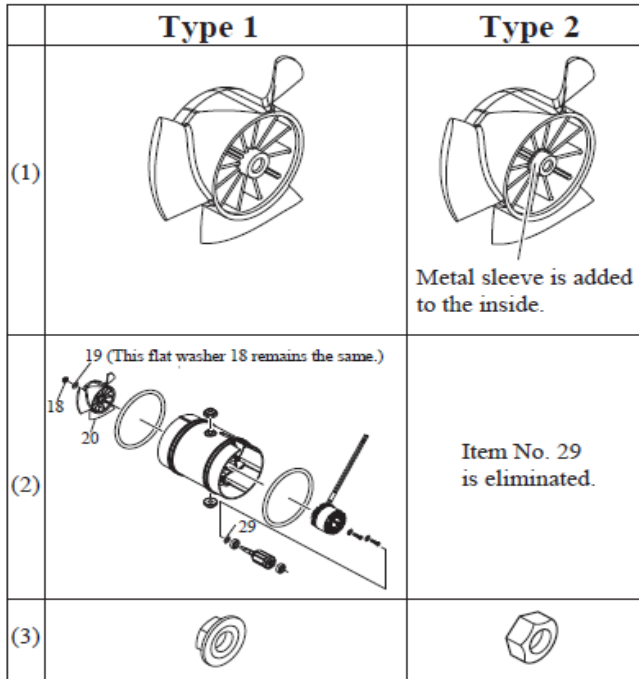 Type 1
Type 2
(1)
Metal sleeve is added
to the inside.
(2)
19 (This flat washer 18 remains the same.)
18
20
29
Item No. 29
is eliminated.
(3)